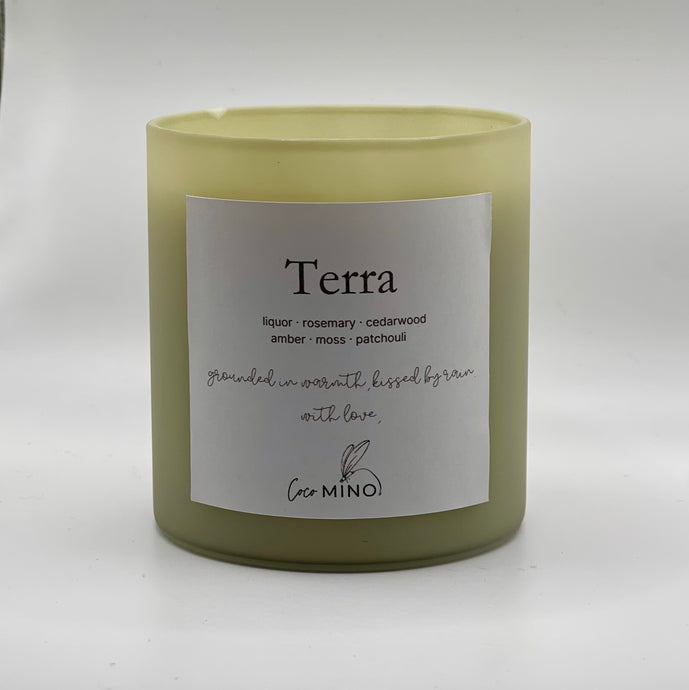 Terra
liquor · rosemary · cedarwood
amber · moss · patchouli
grounded in warmth, kissed by rain
with love,
Coco MINO